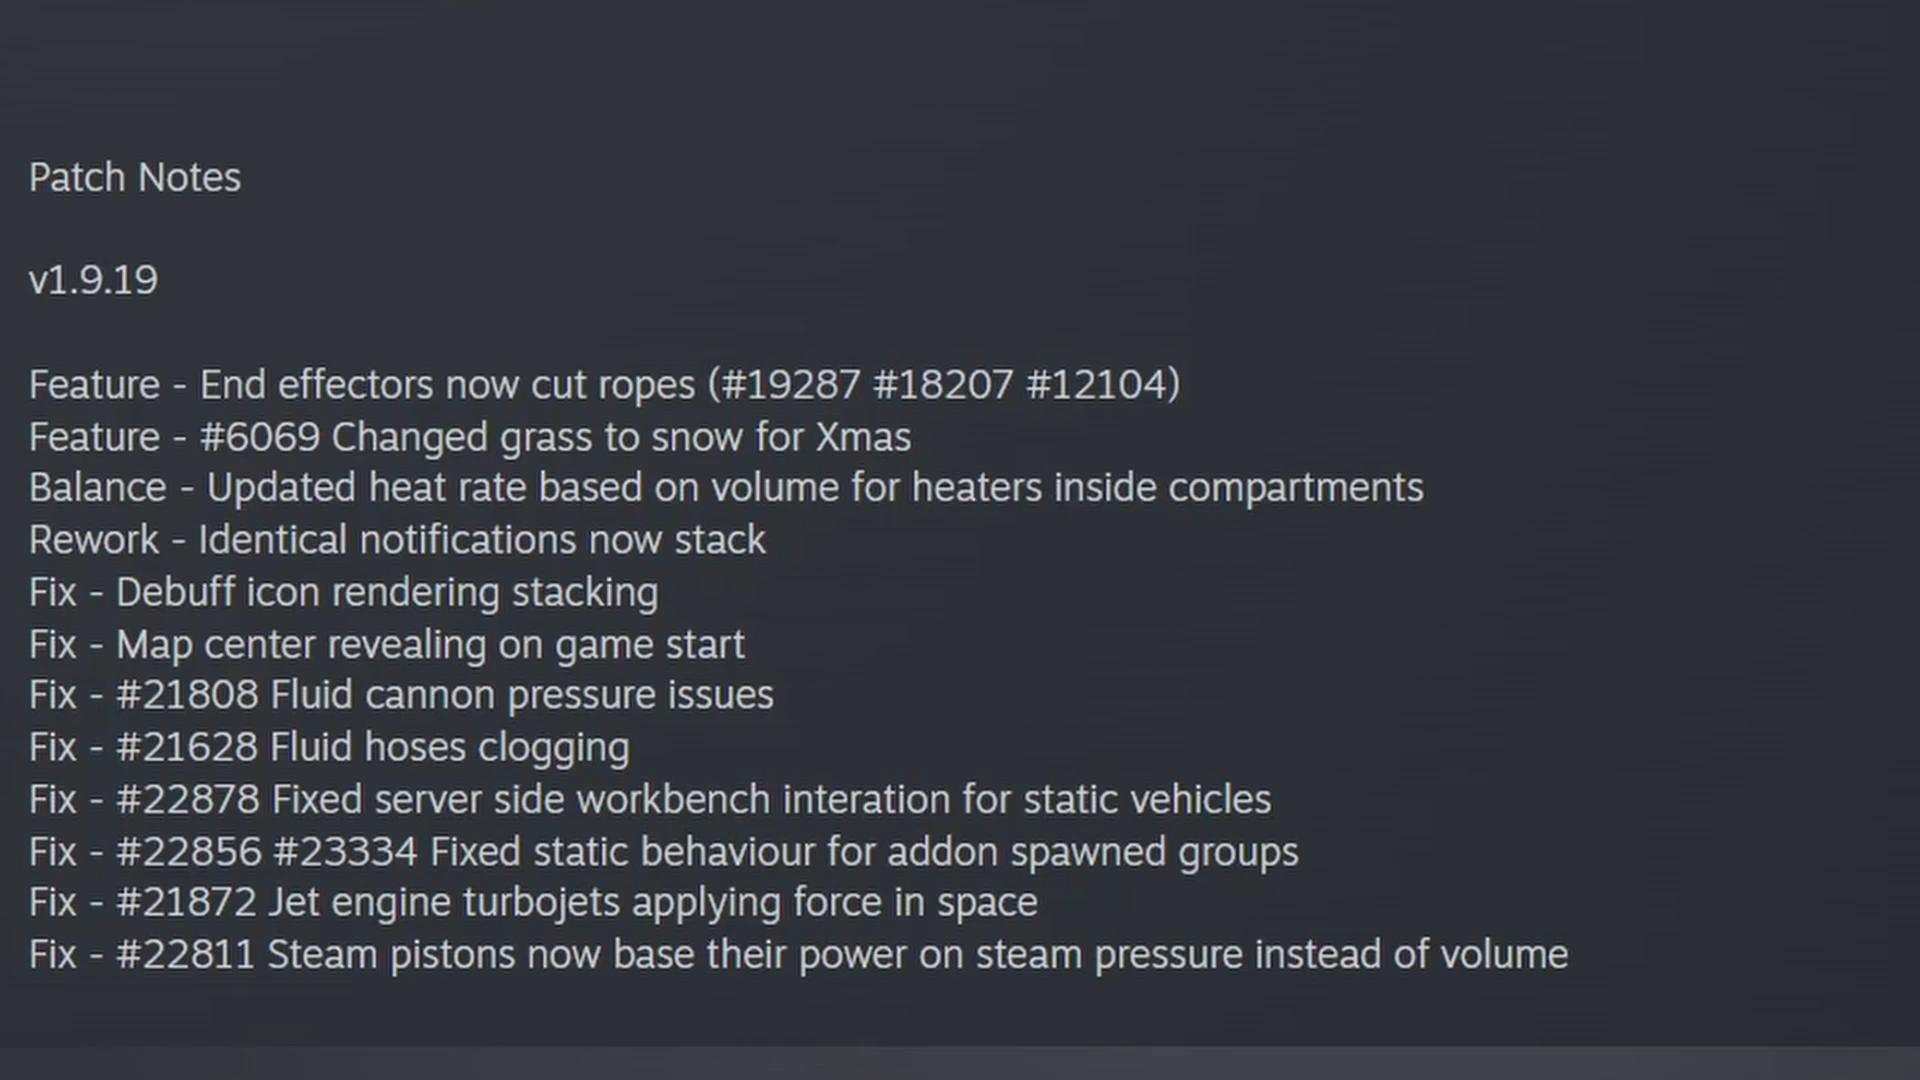 Patch Notes
v1.9.19
Feature - End effectors now cut ropes (#19287 #18207 #12104)
Feature - #6069 Changed grass to snow for Xmas
Balance - Updated heat rate based on volume for heaters inside compartments
Rework - Identical notifications now stack
Fix - Debuff icon rendering stacking
Fix - Map center revealing on game start
Fix - #21808 Fluid cannon pressure issues
Fix - #21628 Fluid hoses clogging
Fix - #22878 Fixed server side workbench interation for static vehicles
Fix - #22856 #23334 Fixed static behaviour for addon spawned groups
Fix - #21872 Jet engine turbojets applying force in space
Fix - #22811 Steam pistons now base their power on steam pressure instead of volume